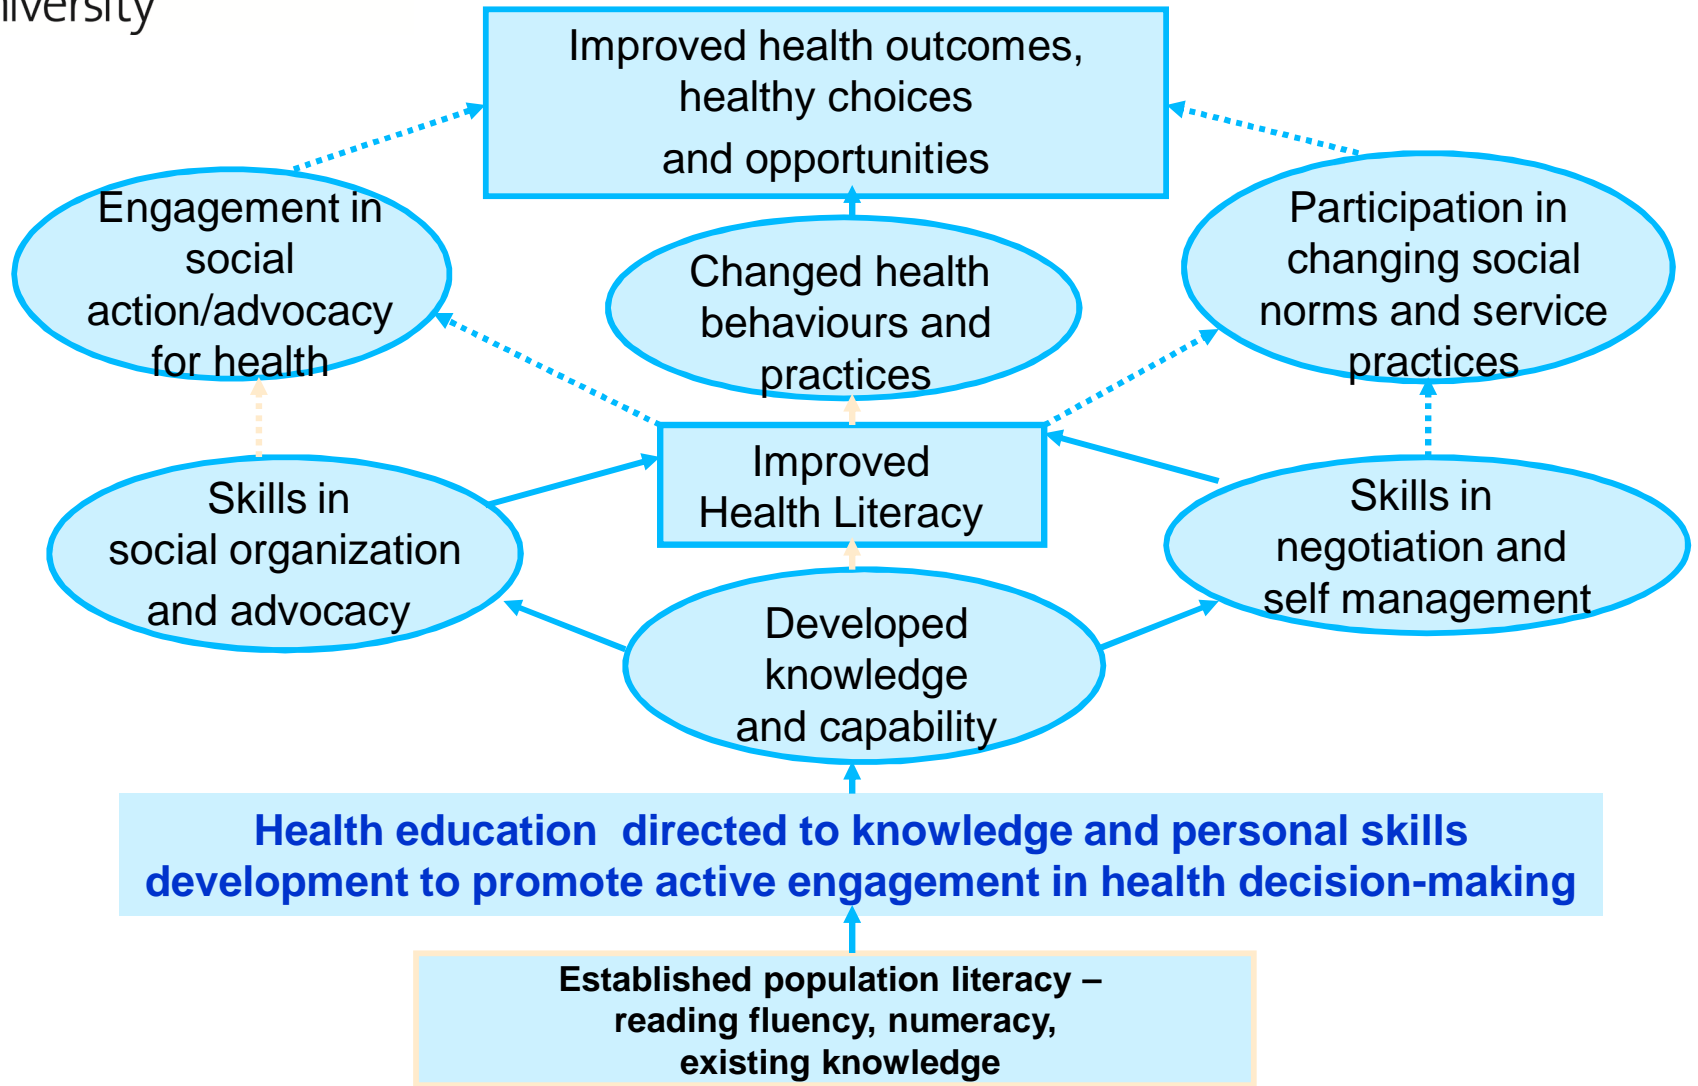 Improved health outcomes,
healthy choices
and opportunities
Engagement in
social
action/advocacy
for health
Changed health
behaviours and
practices
Participation in
changing social
norms and service
practices
Improved
Health Literacy
Skills in
social organization
and advocacy
Skills in
negotiation and
self management
Developed
knowledge
and capability
Health education  directed to knowledge and personal skills
development to promote active engagement in health decision-making
Established population literacy –
reading fluency, numeracy,
existing knowledge